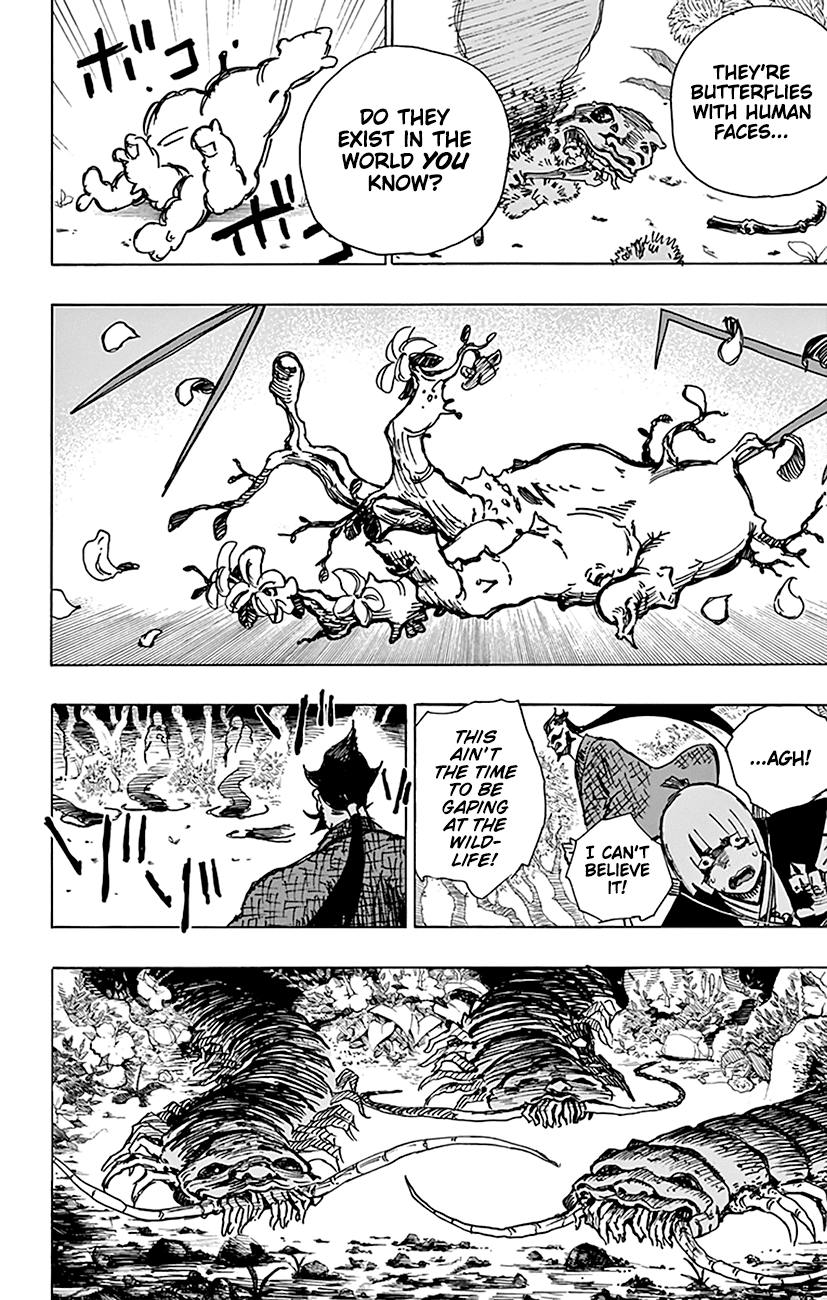 THEY'RE
BUTTERFLIES
WITH HUMAN
FACES...
DO THEY
EXIST IN THE
WORLD YOU
KNOW?
ボコ
ボコ
...AGH!
I CAN'T
BELIEVE
IT!
THIS
AIN'T
THE TIME
TO BE
GAPING
AT THE
WILD-
LIFE!